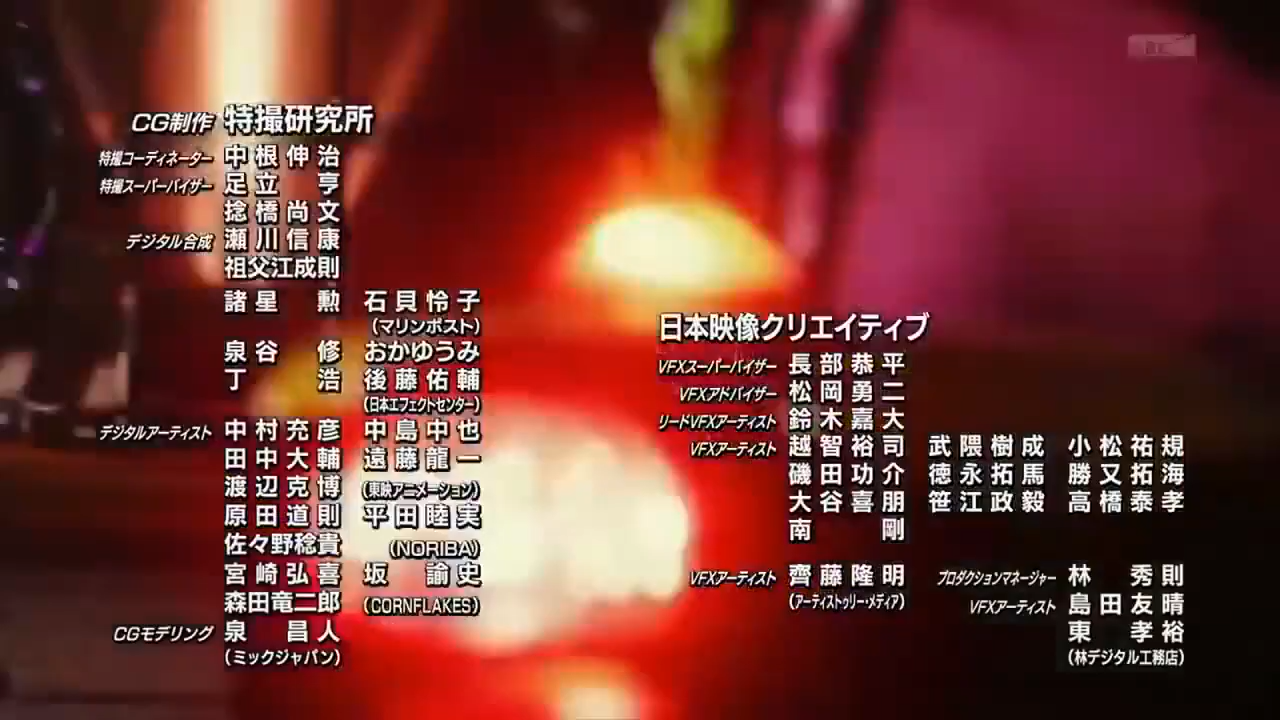 CG制作 特撮研究所
特撮コーディネーター 中根伸治
特撮スーパーバイザー 足立 亨
捻橋尚文
デジタル合成 瀬川信康
祖父江成則
諸星 勲 石貝怜子
(マリンポスト)
泉谷 修 おかゆうみ
丁 浩 後藤佑輔
(日本エフェクトセンター)
デジタルアーティスト 中村充彦 中島中也
田中大輔 遠藤龍一
渡辺克博 (東映アニメーション)
原田道則 平田睦実
佐々野稔貴 (NORIBA)
宮崎弘喜 坂 諭史
森田竜二郎 (CORNFLAKES)
CGモデリング 泉 昌人
(ミックジャパン)
日本映像クリエイティブ
VFXスーパーバイザー 長部恭平
VFXアドバイザー 松岡勇二
リードVFXアーティスト 鈴木嘉大
VFXアーティスト 越智裕司 武隈樹成 小松祐規
磯田功介 徳永拓馬 勝又拓海
大谷喜朋 笹江政毅 高橋泰孝
南 剛
VFXアーティスト 齊藤隆明
(アーティストゥリー・メディア)
プロダクションマネージャー 林 秀則
VFXアーティスト 島田友晴
東 孝裕
(林デジタル工務店)